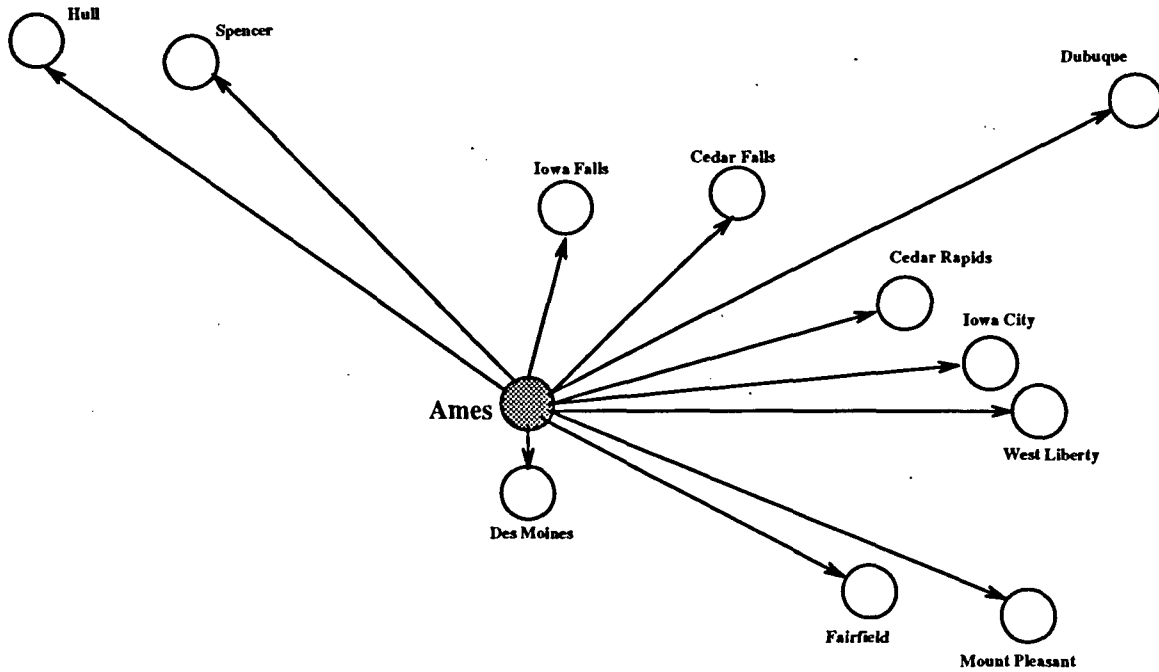 Hull
Spencer
Dubuque
Iowa Falls
Cedar Falls
Cedar Rapids
Iowa City
Ames
West Liberty
Des Moines
Fairfield
Mount Pleasant